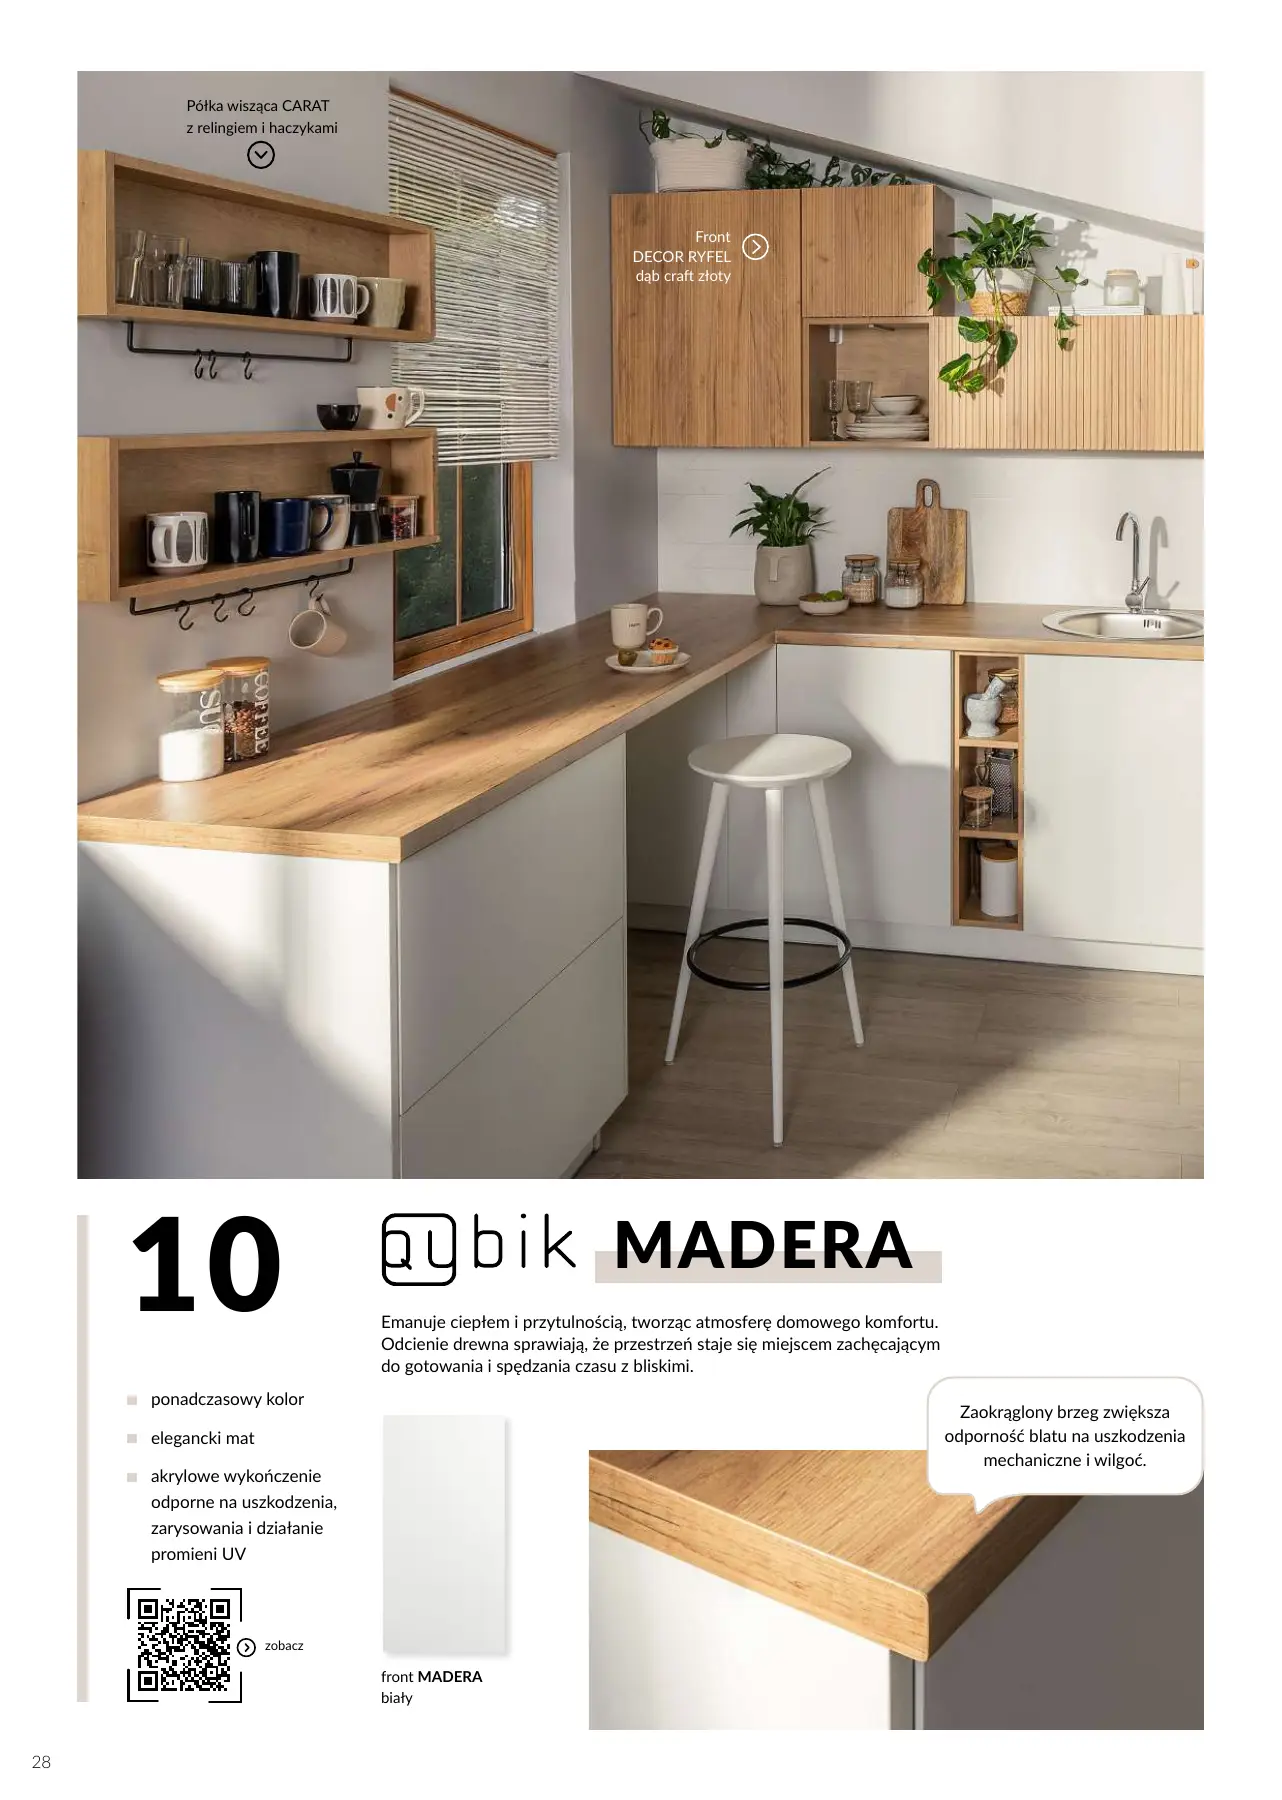 Półka wisząca CARAT
z relingiem i haczykami
Front
DECOR RYFEL
dąb craft złoty
SU
COFFEE
10
QUbik MADERA
Emanuje ciepłem i przytulnością, tworząc atmosferę domowego komfortu.
Odcienie drewna sprawiają, że przestrzeń staje się miejscem zachęcającym
do gotowania i spędzania czasu z bliskimi.
ponadczasowy kolor
elegancki mat
akrylowe wykończenie
odporne na uszkodzenia,
zarysowania i działanie
promieni UV
zobacz
front MADERA
biały
Zaokrąglony brzeg zwiększa
odporność blatu na uszkodzenia
mechaniczne i wilgoć.
28